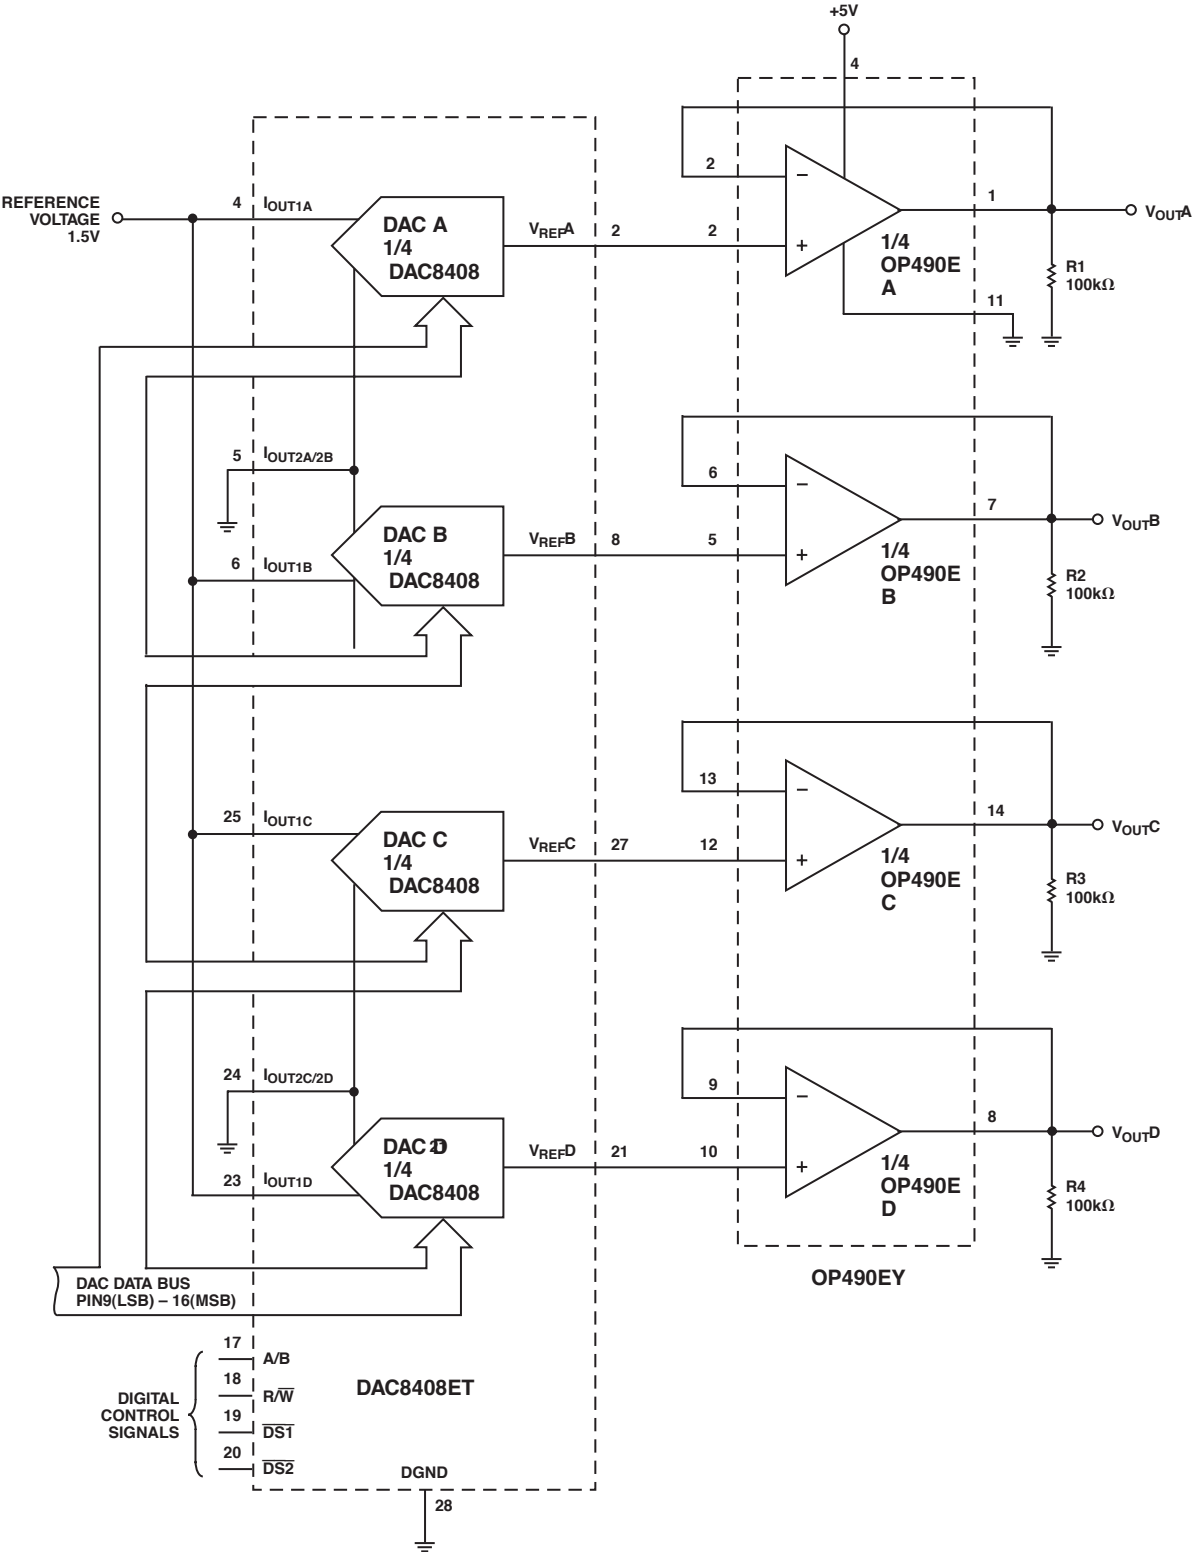 +5V
4
2
REFERENCE
VOLTAGE
1.5V
4 IOUT1A
DAC A
1/4
DAC8408
VREFA 2 2
−
+
1/4
OP490E
A
1
VOUTA
R1
100kΩ
11
5 IOUT2A/2B
6 IOUT1B
DAC B
1/4
DAC8408
VREFB 8 5
6
−
+
1/4
OP490E
B
7
VOUTB
R2
100kΩ
25 IOUT1C
DAC C
1/4
DAC8408
VREFC 27 12
13
−
+
1/4
OP490E
C
14
VOUTC
R3
100kΩ
24 IOUT2C/2D
23 IOUT1D
DAC D
1/4
DAC8408
VREFD 21 10
9
−
+
1/4
OP490E
D
8
VOUTD
R4
100kΩ
OP490EY
DAC DATA BUS
PIN9(LSB) – 16(MSB)
17 A/B
18 R/W̅
19 D̅S̅1̅
20 D̅S̅2̅
DIGITAL
CONTROL
SIGNALS
DAC8408ET
DGND
28